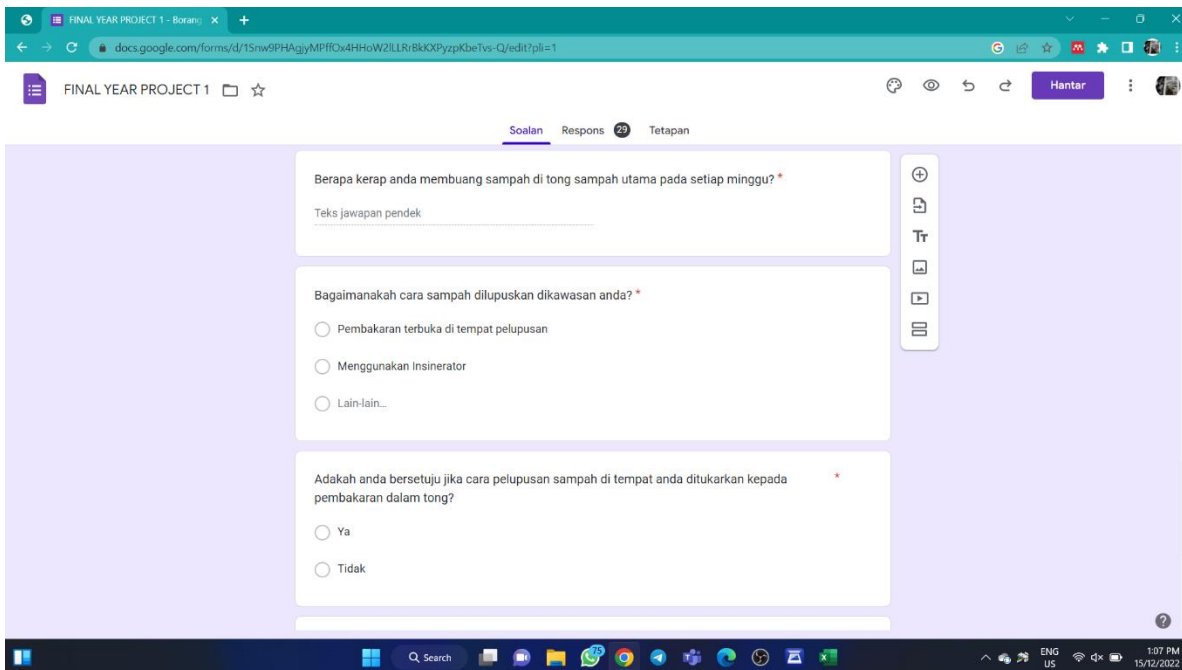 FINAL YEAR PROJECT 1 - Borang
docs.google.com/forms/d/1Snw9PHAgjyMPffOx4HHoW2lLLRrBkKXPyzpKbeTvs-Q/edit?pli=1
FINAL YEAR PROJECT 1
Hantar
Soalan Respons 29 Tetapan
Berapa kerap anda membuang sampah di tong sampah utama pada setiap minggu? *
Teks jawapan pendek
Bagaimanakah cara sampah dilupuskan dikawasan anda? *
Pembakaran terbuka di tempat pelupusan
Menggunakan Insinerator
Lain-lain...
Adakah anda bersetuju jika cara pelupusan sampah di tempat anda ditukarkan kepada *
pembakaran dalam tong?
Ya
Tidak
Tт
Search
75
ENG
US
1:07 PM
15/12/2022